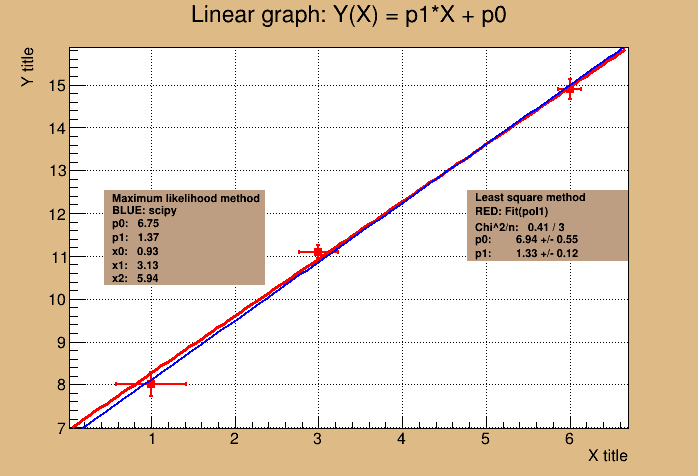 Linear graph: Y(X) = p1*X + p0
Y title
15
14
13
12
11
10
9
8
7
Maximum likelihood method
BLUE: scipy
p0: 6.75
p1: 1.37
x0: 0.93
x1: 3.13
x2: 5.94
Least square method
RED: Fit(pol1)
Chi^2/n: 0.41 / 3
p0: 6.94 +/- 0.55
p1: 1.33 +/- 0.12
1 2 3 4 5 6
X title